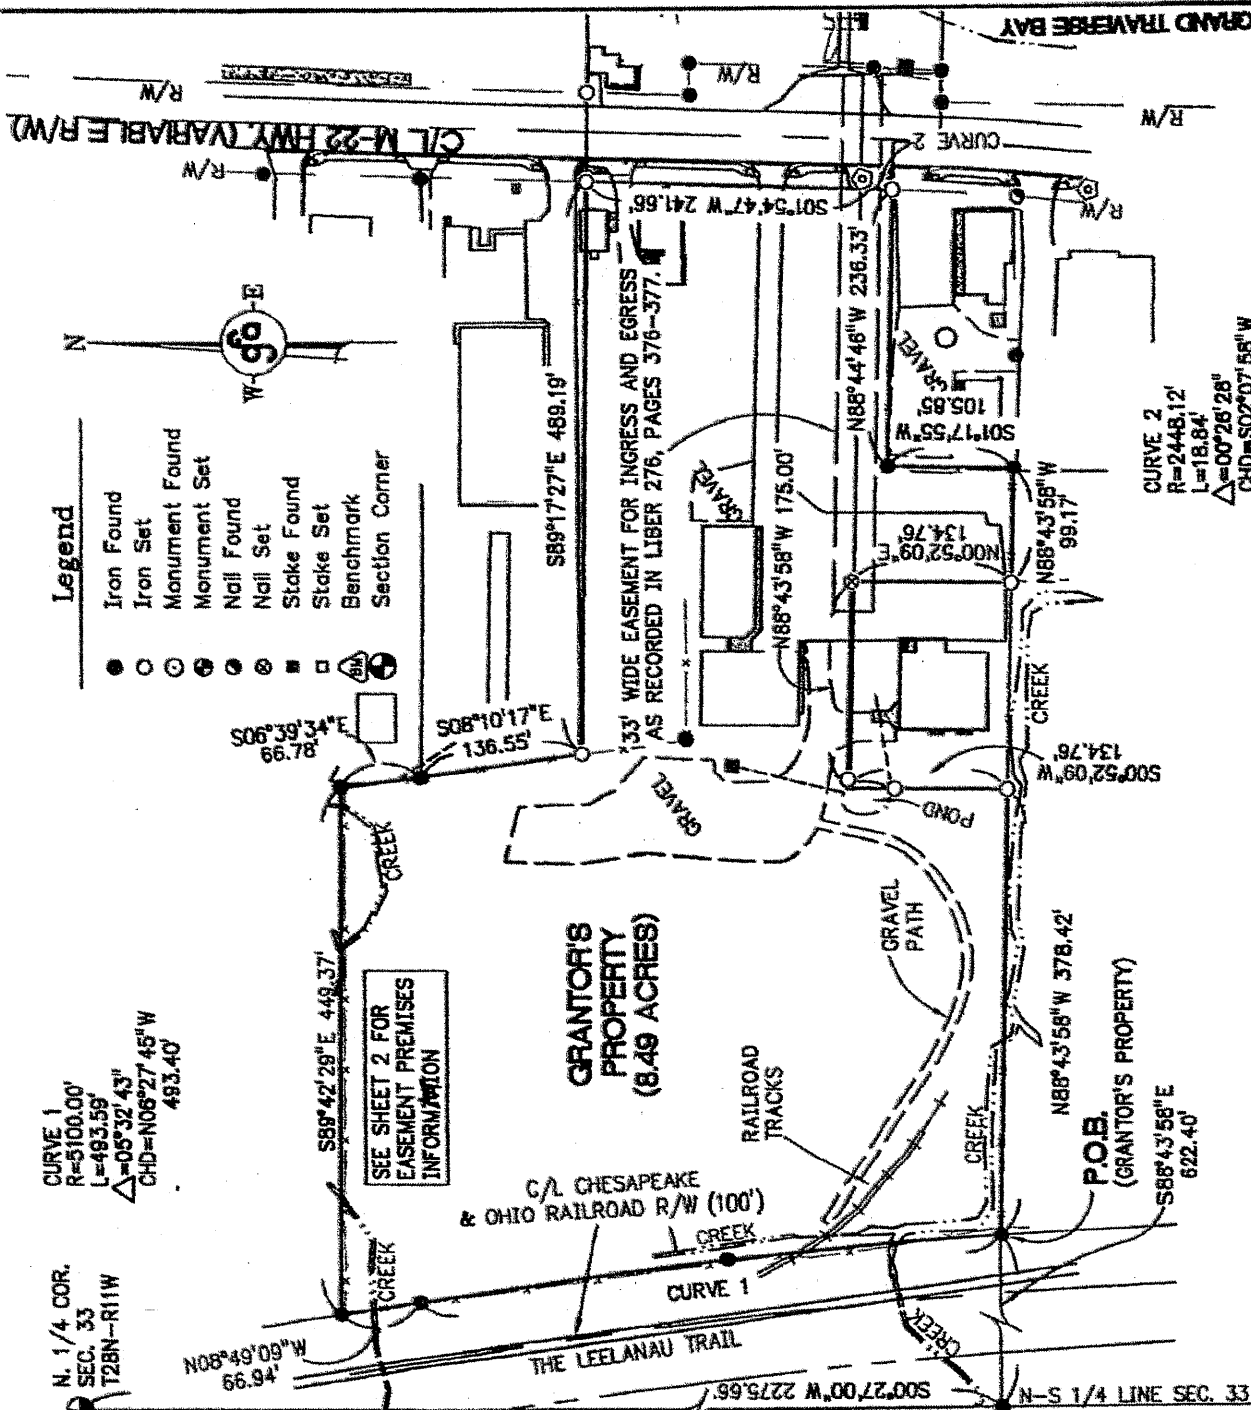 GRAND TRAVERSE BAY
R/W
R/W
R/W
C/L M-22 HWY. (VARIABLE R/W)
CURVE 2
R/W
R/W
S01°54'47"W 241.66'
N
W
E
Legend
Iron Found
Iron Set
Monument Found
Monument Set
Nail Found
Nail Set
Stake Found
Stake Set
BM
Benchmark
Section Corner
S89°17'27"E 489.19'
33' WIDE EASEMENT FOR INGRESS AND EGRESS
AS RECORDED IN LIBER 276, PAGES 376-377.
N88°44'46"W 236.33'
GRAVEL
S01°17'55"W
105.85'
GRAVEL
N88°43'58"W 175.00'
N00°52'09"E
134.76'
N88°43'58"W
99.17'
CURVE 2
R=2448.12'
L=18.84'
Δ=00°26'28"
CHD=S02°07'58"W
S06°39'34"E
66.78'
S08°10'17"E
136.55'
CREEK
CREEK
S00°52'09"W
134.76'
POND
GRAVEL
GRAVEL
PATH
GRANTOR'S
PROPERTY
(8.49 ACRES)
S89°42'29"E 449.37'
SEE SHEET 2 FOR
EASEMENT PREMISES
INFORMATION
CURVE 1
R=5100.00'
L=493.59'
Δ=05°32'43"
CHD=N06°27'45"W
493.40'
RAILROAD
TRACKS
N88°43'58"W 378.42'
P.O.B.
(GRANTOR'S PROPERTY)
S88°43'58"E
622.40'
CREEK
C/L CHESAPEAKE
& OHIO RAILROAD R/W (100')
CREEK
CREEK
CURVE 1
N. 1/4 COR.
SEC. 33
T28N-R11W
N08°49'09"W
66.94'
THE LEELANAU TRAIL
CREEK
S00°27'00"W 2275.66'
N-S 1/4 LINE SEC. 33